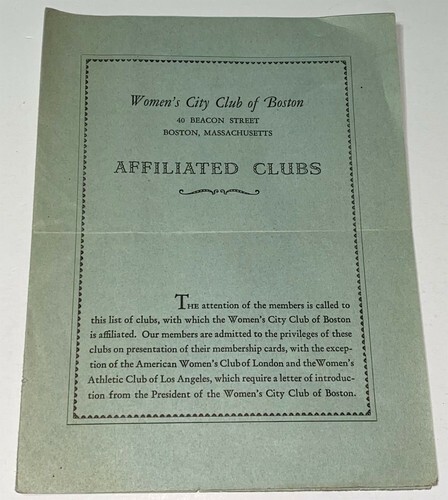 Women's City Club of Boston
40 BEACON STREET
BOSTON, MASSACHUSETTS
AFFILIATED CLUBS
THE attention of the members is called to
this list of clubs, with which the Women's City Club of Boston
is affiliated. Our members are admitted to the privileges of these
clubs on presentation of their membership cards, with the excep-
tion of the American Women's Club of London and the Women's
Athletic Club of Los Angeles, which require a letter of introduc-
tion from the President of the Women's City Club of Boston.